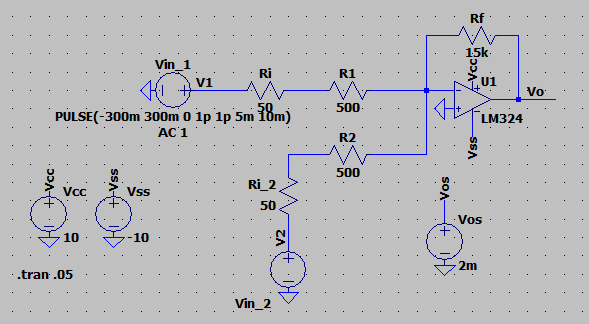 Rf
15k
Vin_1
V1
Ri
50
R1
500
Vcc
U1
Vo
LM324
Vss
PULSE(-300m 300m 0 1p 1p 5m 10m)
AC 1
R2
500
Ri_2
50
Vcc
Vcc
10
Vss
Vss
-10
Vos
Vos
2m
V2
Vin_2
.tran .05